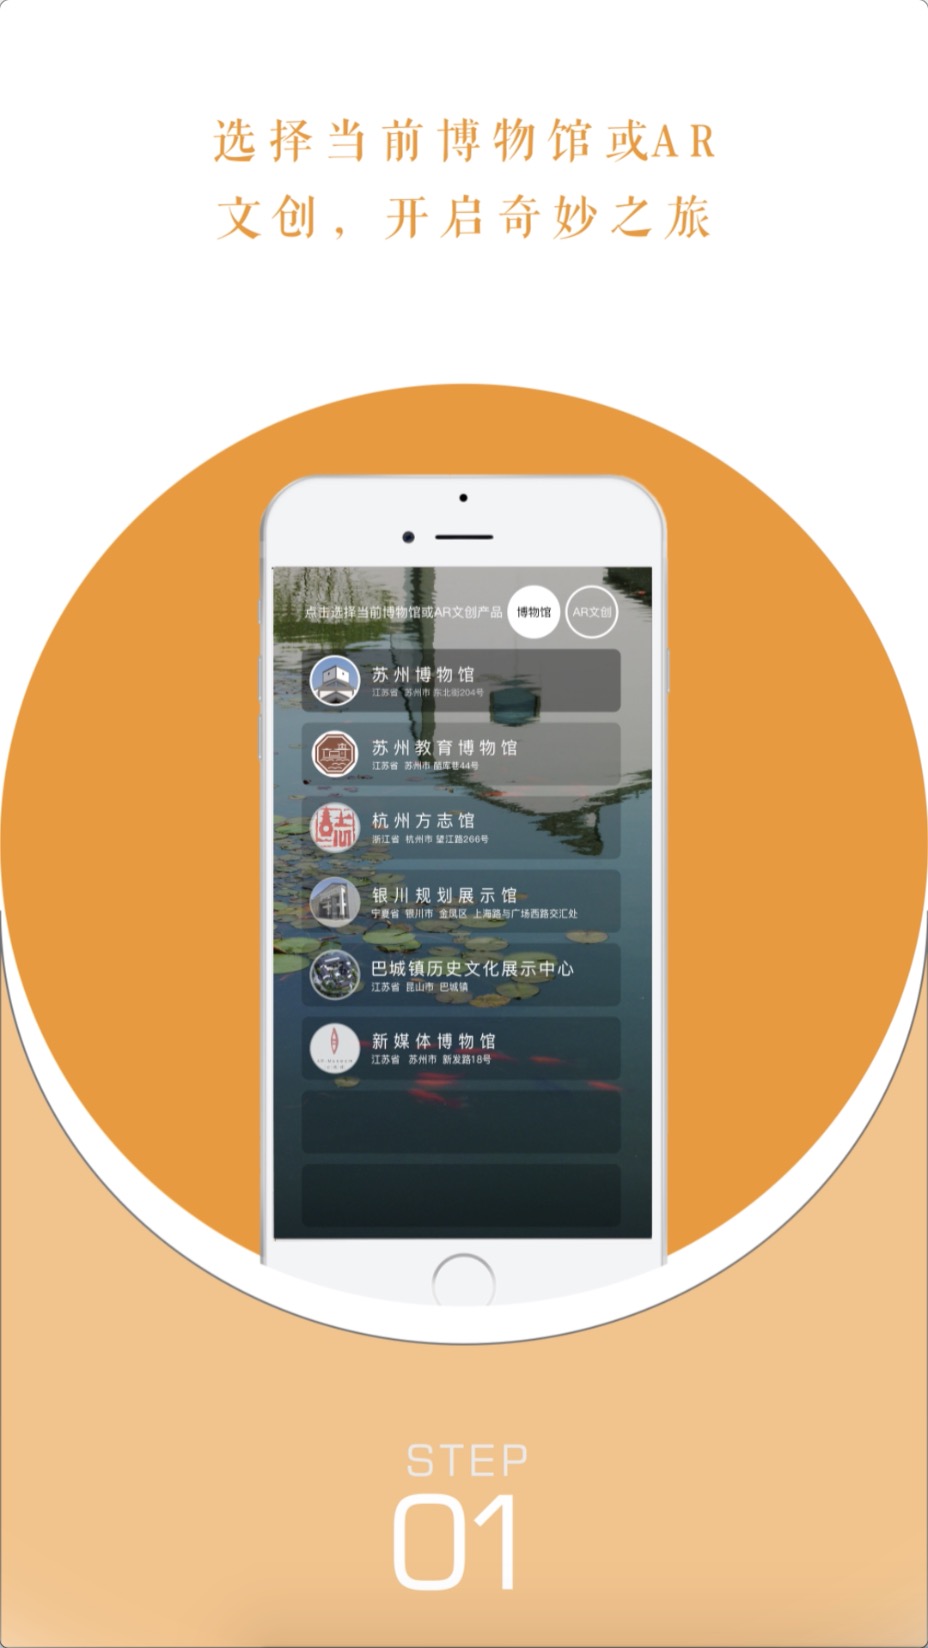 选择当前博物馆或AR
文创，开启奇妙之旅
点击选择当前博物馆或AR文创产品 博物馆 AR文创
苏州博物馆
江苏省 苏州市 东北街204号
苏州教育博物馆
江苏省 苏州市 醋库巷44号
杭州方志馆
浙江省 杭州市 望江路266号
银川规划展示馆
宁夏省 银川市 金凤区 上海路与广场西路交汇处
巴城镇历史文化展示中心
江苏省 昆山市 巴城镇
新媒体博物馆
江苏省 苏州市 新发路18号
STEP
01